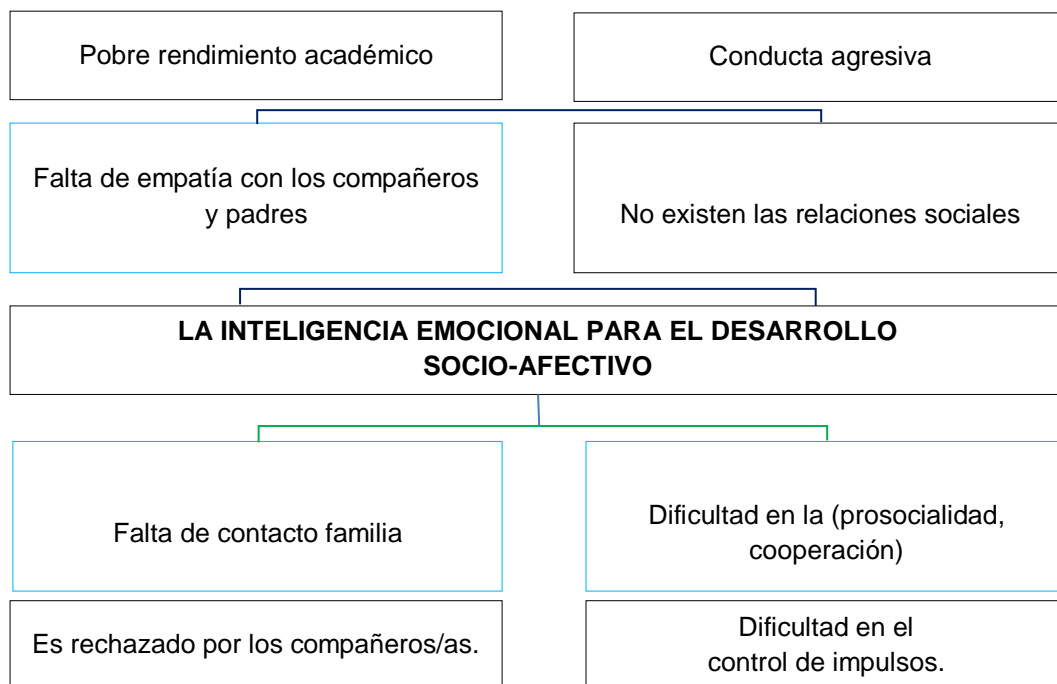 Pobre rendimiento académico
Conducta agresiva
Falta de empatía con los compañeros
y padres
No existen las relaciones sociales
LA INTELIGENCIA EMOCIONAL PARA EL DESARROLLO
SOCIO-AFECTIVO
Falta de contacto familia
Dificultad en la (prosocialidad,
cooperación)
Es rechazado por los compañeros/as.
Dificultad en el
control de impulsos.